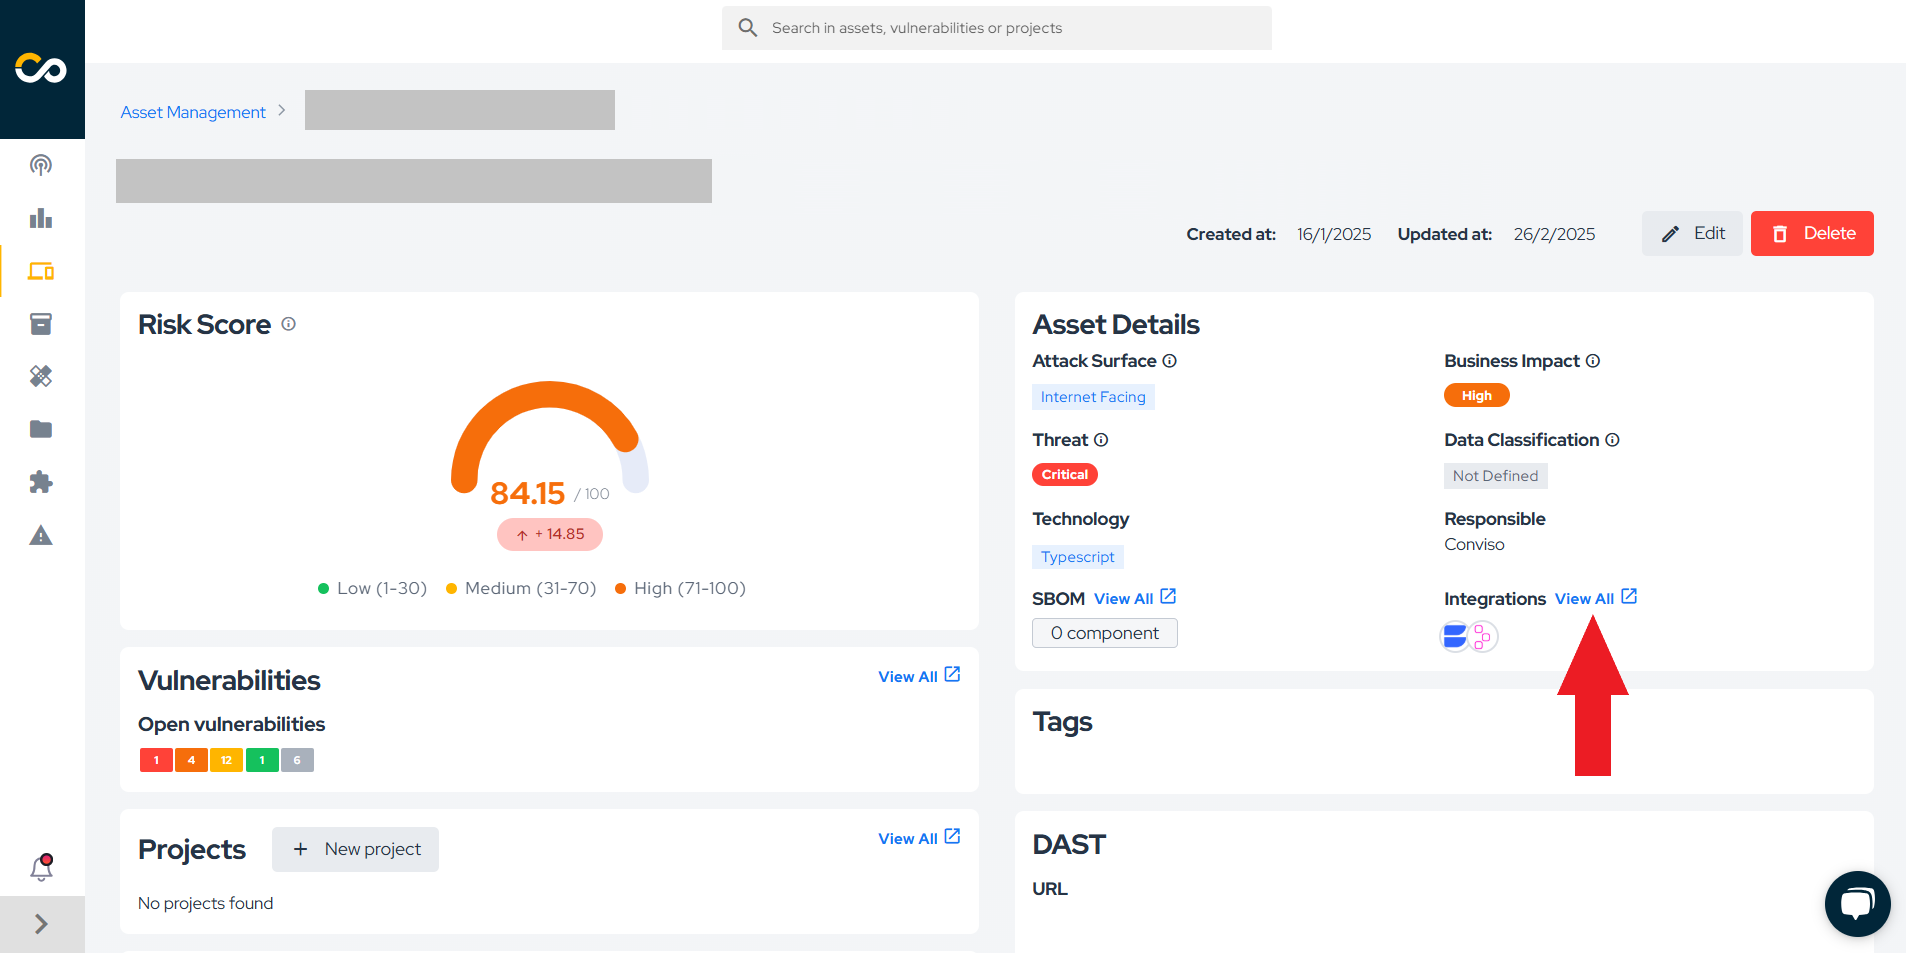 Search in assets, vulnerabilities or projects
Asset Management
Created at: 16/1/2025 Updated at: 26/2/2025 Edit Delete
Risk Score
84.15 / 100
+ 14.85
Low (1-30) Medium (31-70) High (71-100)
Vulnerabilities View All
Open vulnerabilities
1 4 12 1 6
Projects + New project View All
No projects found
Asset Details
Attack Surface Business Impact
Internet Facing High
Threat Data Classification
Critical Not Defined
Technology Responsible
Typescript Conviso
SBOM View All Integrations View All
0 component
Tags
DAST
URL